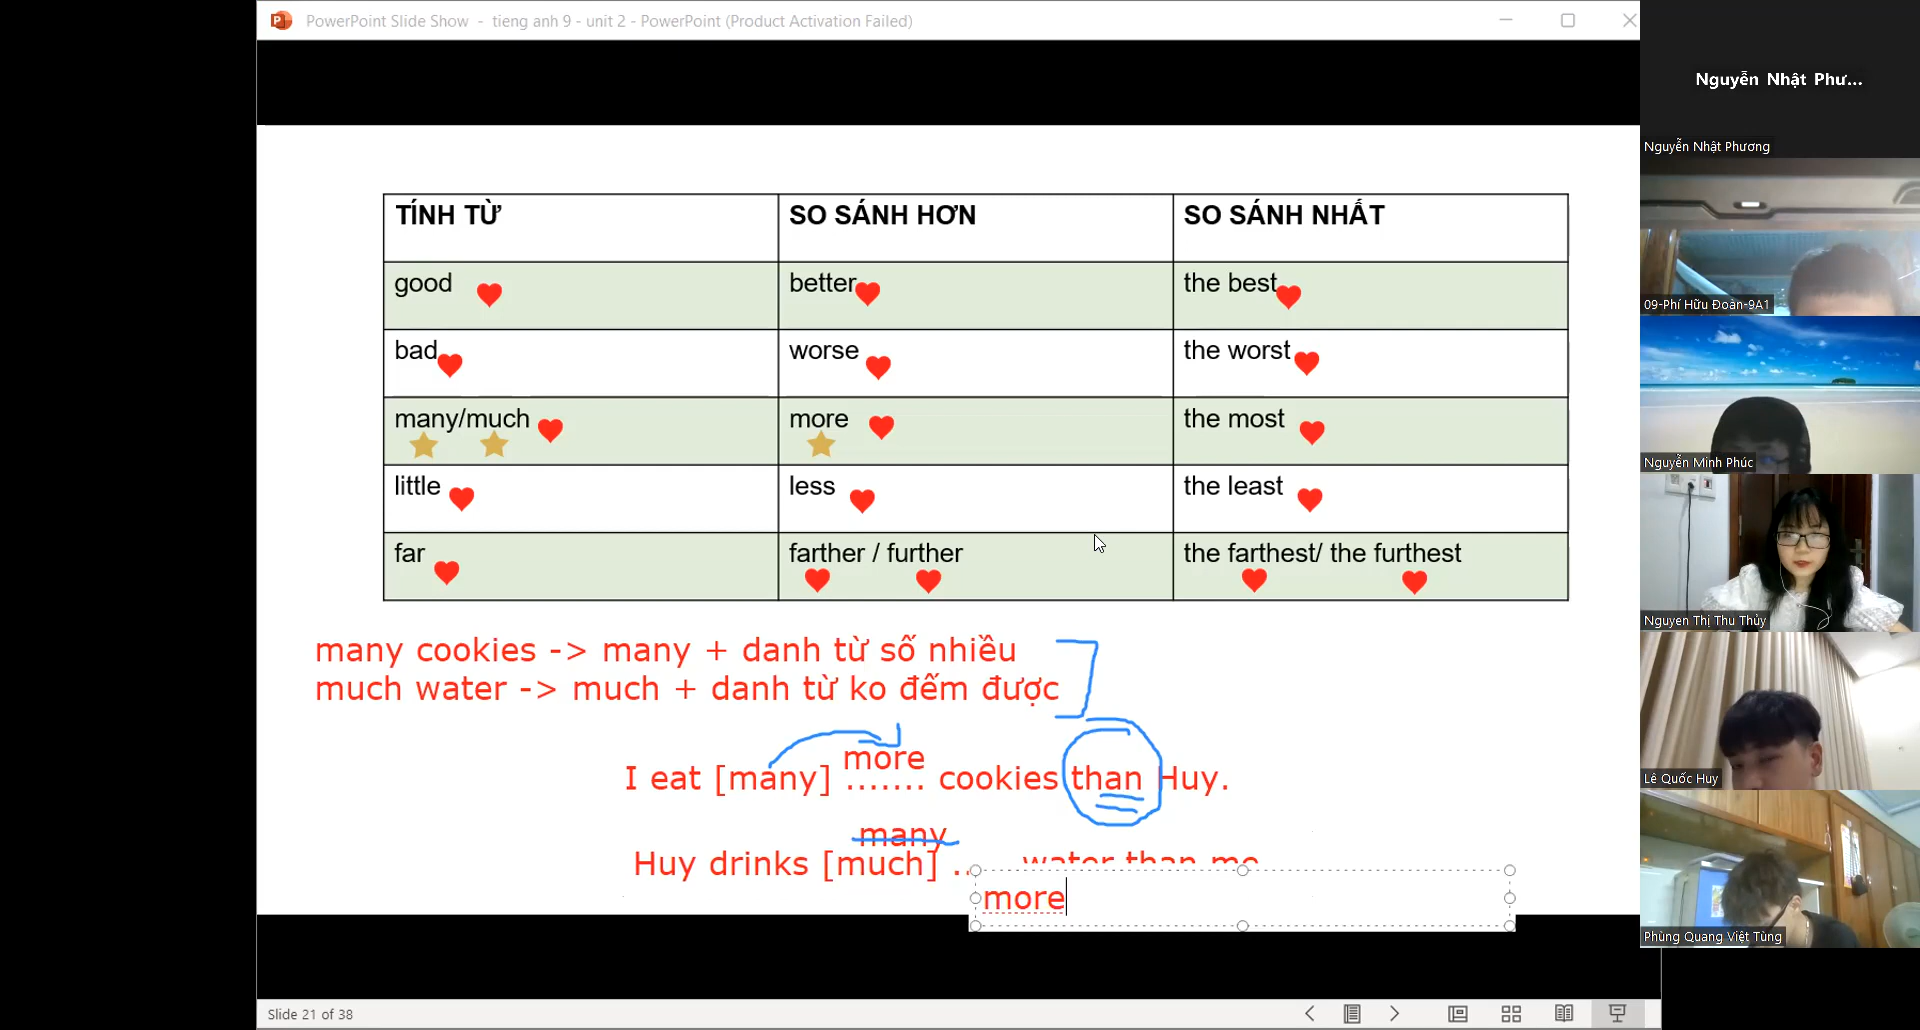 PowerPoint Slide Show - tieng anh 9 - unit 2 - PowerPoint (Product Activation Failed)
Nguyễn Nhật Phư...
Nguyễn Nhật Phương
TÍNH TỪ SO SÁNH HƠN SO SÁNH NHẤT
good better the best
bad worse the worst
many/much more the most
little less the least
far farther / further the farthest/ the furthest
many cookies -> many + danh từ số nhiều
much water -> much + danh từ ko đếm được
more
I eat [many] ....... cookies than Huy.
many
Huy drinks [much] .. water than me
more
09-Phí Hữu Đoàn-9A1
Nguyễn Minh Phúc
Nguyen Thị Thu Thủy
Lê Quốc Huy
Phùng Quang Việt Tùng
Slide 21 of 38